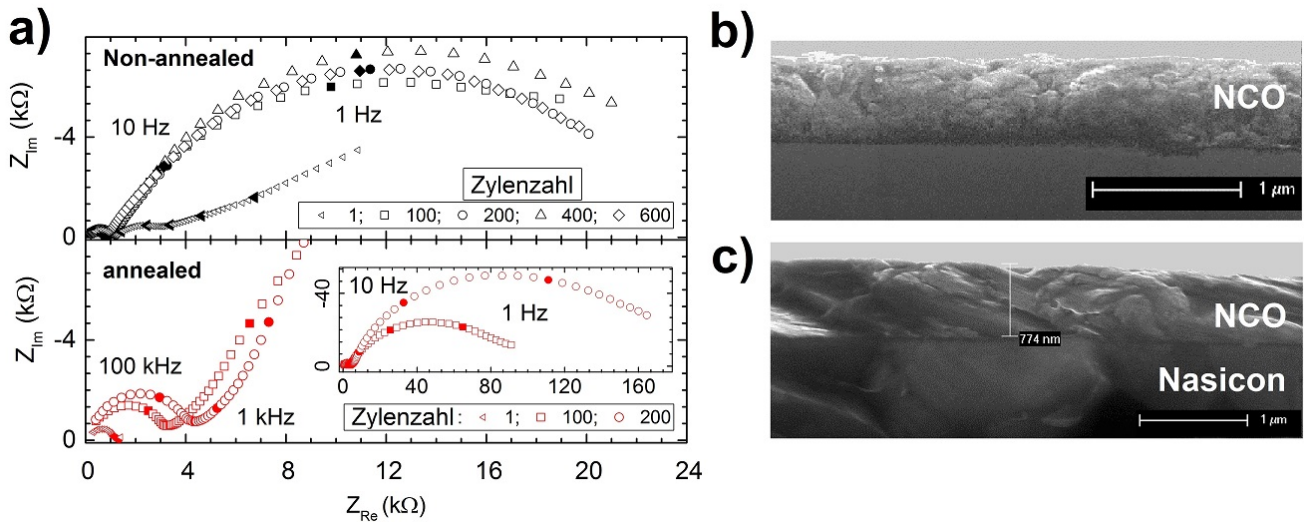 a)
Non-annealed
10 Hz
1 Hz
Zylenzahl
1; 100; 200; 400; 600
-4
0
Z_Im (kΩ)
annealed
100 kHz
1 kHz
-4
0
Z_Im (kΩ)
10 Hz
1 Hz
-40
0
0 40 80 120 160
Zylenzahl: 1; 100; 200
0 4 8 12 16 20 24
Z_Re (kΩ)
b)
NCO
1 µm
c)
NCO
774 nm
Nasicon
1 µm